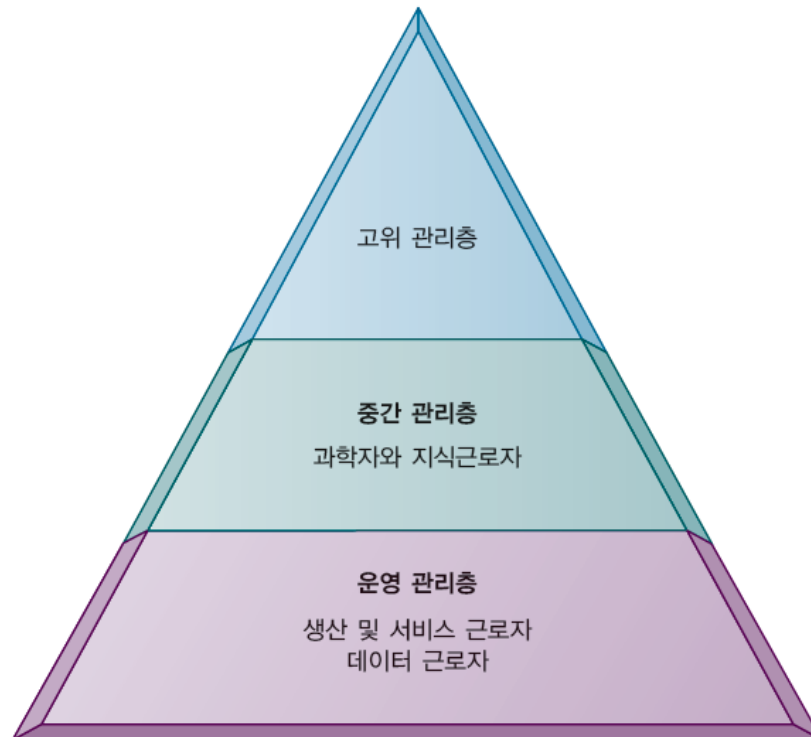 고위 관리층
중간 관리층
과학자와 지식근로자
운영 관리층
생산 및 서비스 근로자
데이터 근로자